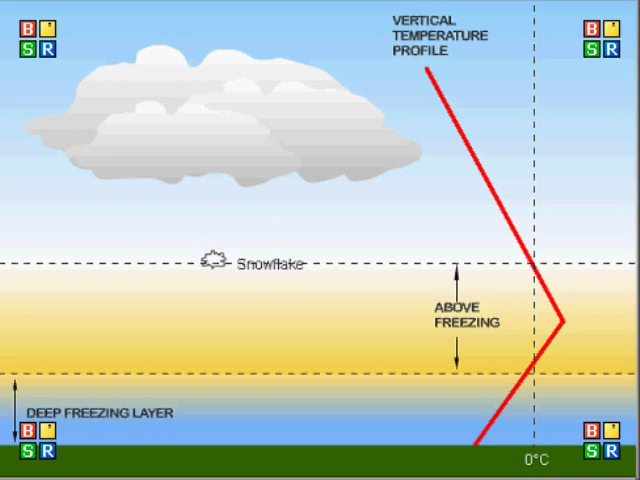 B '
S R
VERTICAL
TEMPERATURE
PROFILE
B '
S R
Snowflake
ABOVE
FREEZING
DEEP FREEZING LAYER
B '
S R
B '
S R
0°C